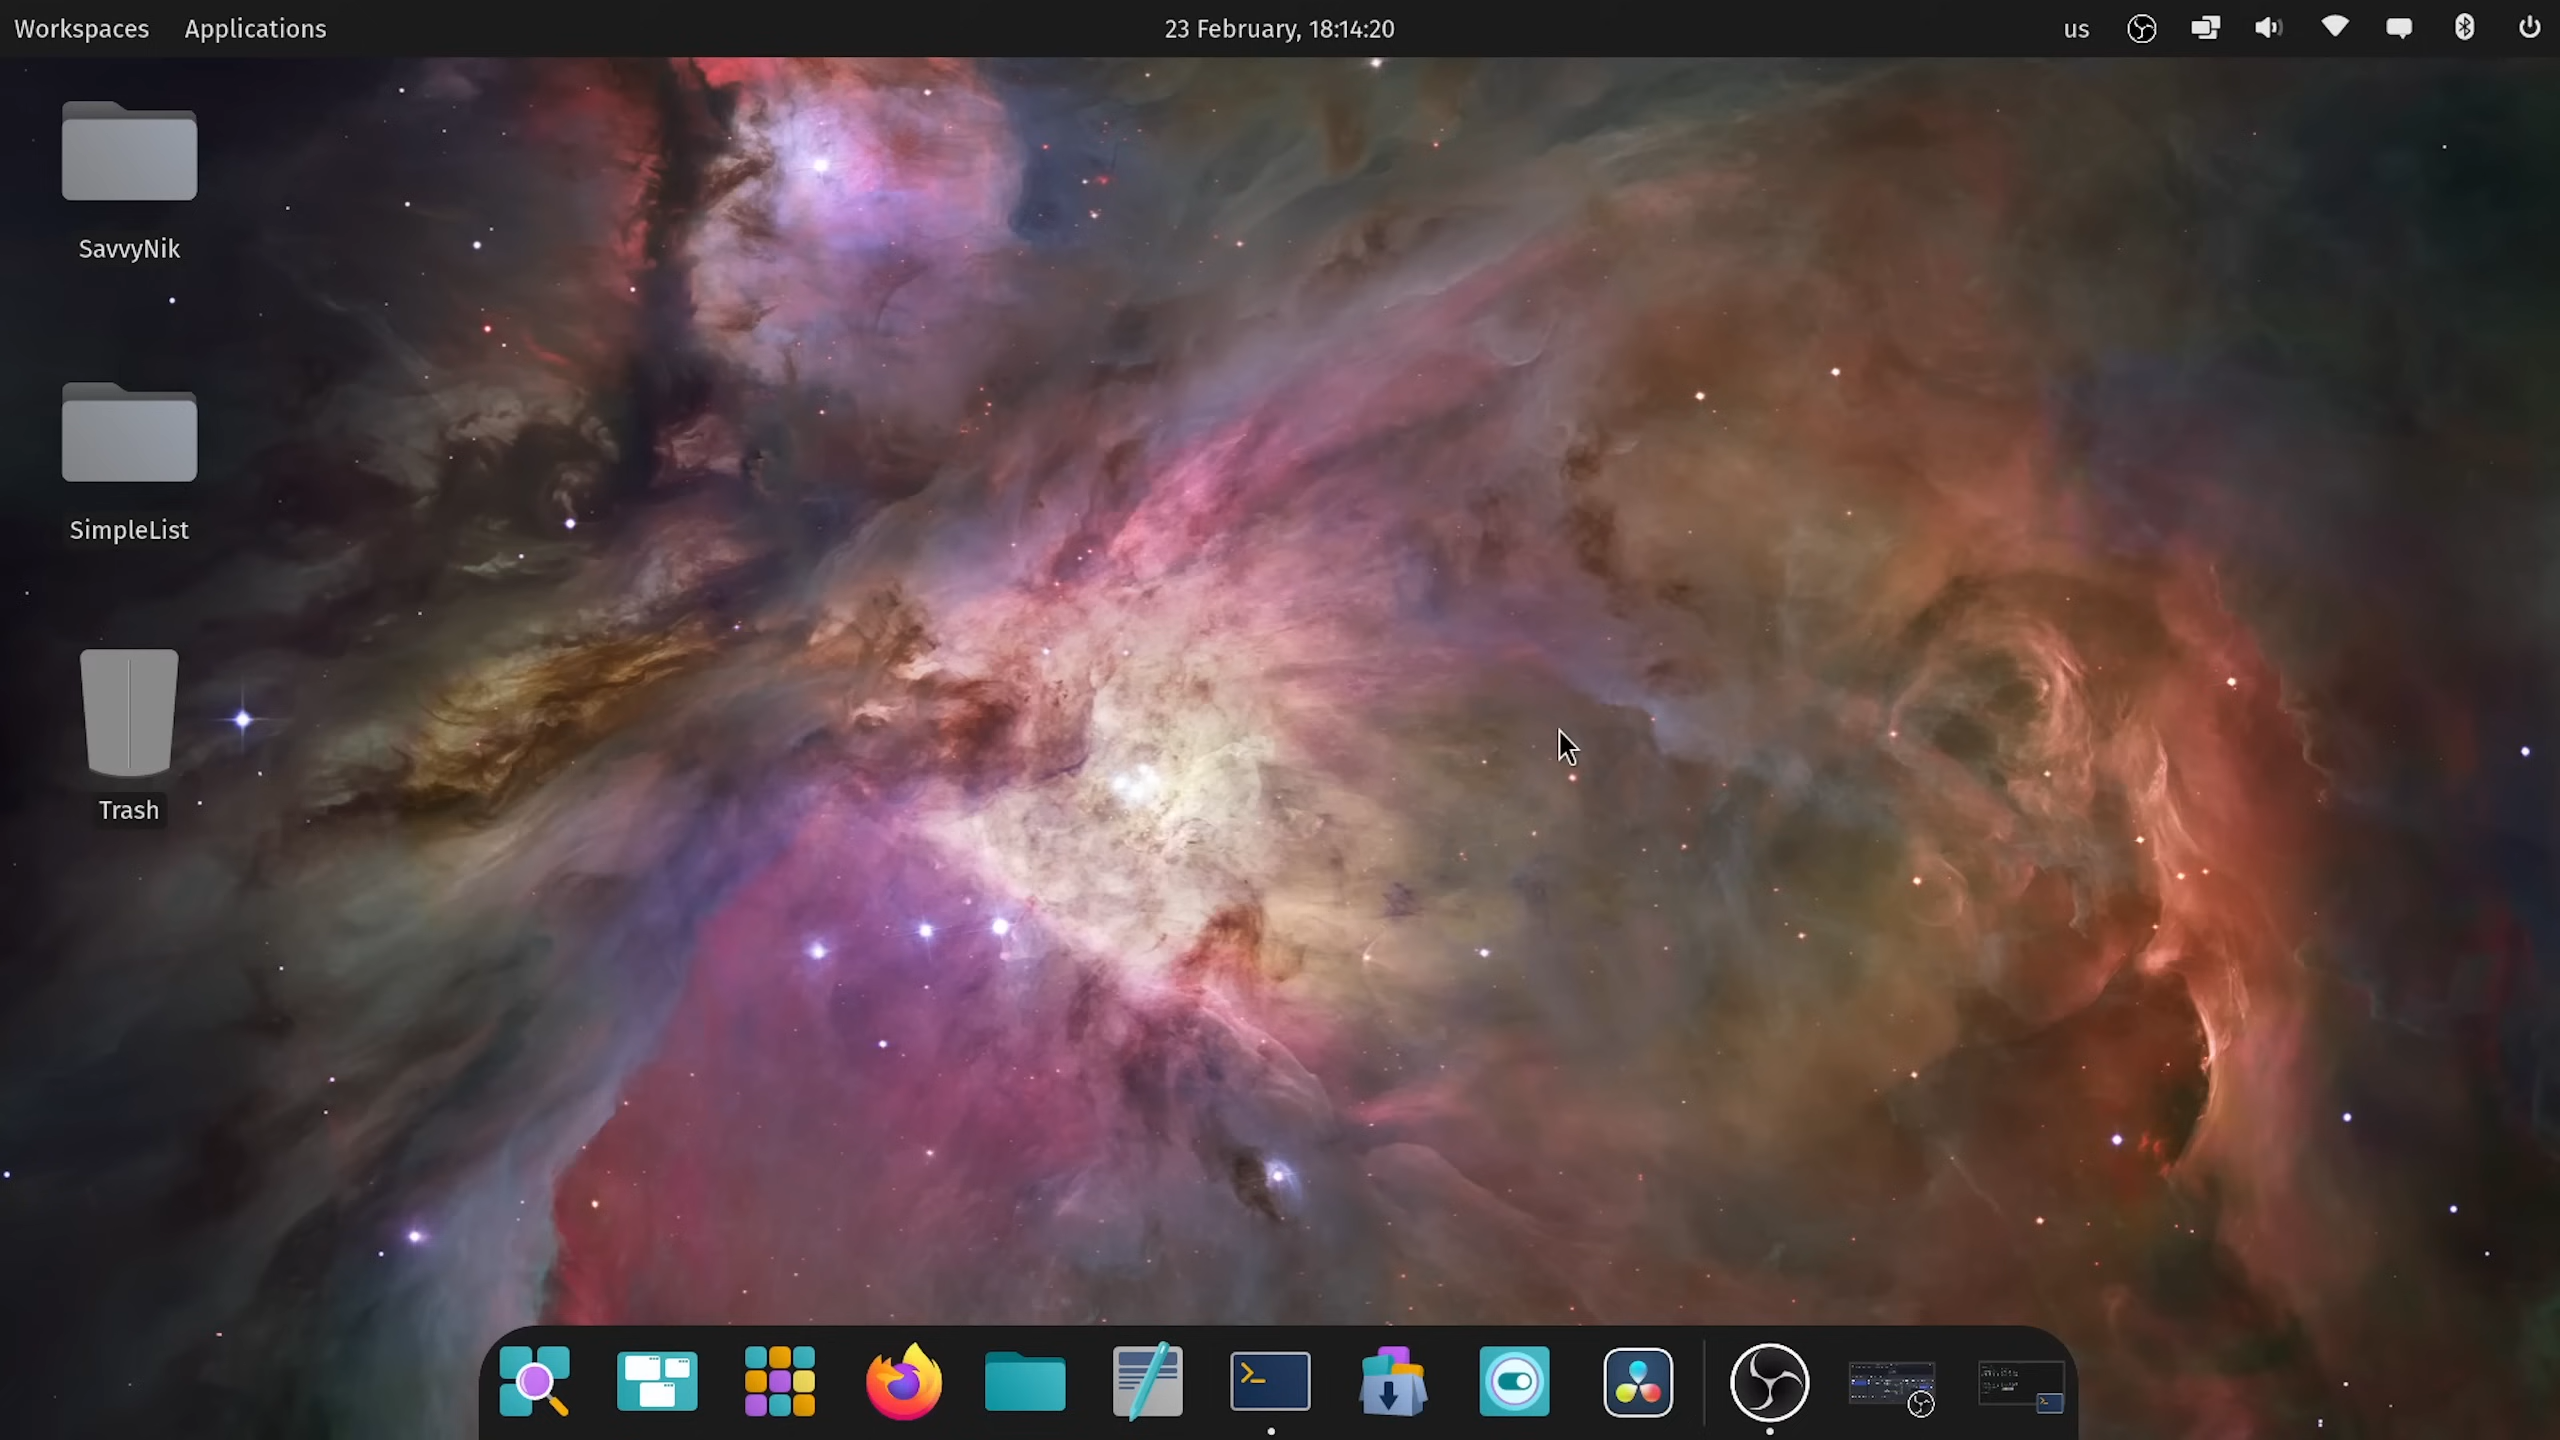 Workspaces Applications 23 February, 18:14:20 us
SavvyNik
SimpleList
Trash